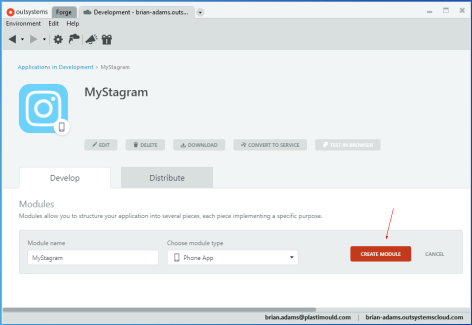 outsystems Forge Development - brian-adams.outs...
Environment Edit Help
Applications in Development > MyStagram
MyStagram
EDIT DELETE DOWNLOAD CONVERT TO SERVICE TEST IN BROWSER
Develop Distribute
Modules
Modules allow you to structure your application into several pieces, each piece implementing a specific purpose.
Module name Choose module type
MyStagram Phone App CREATE MODULE CANCEL
brian.adams@plastimould.com brian-adams.outsystemscloud.com